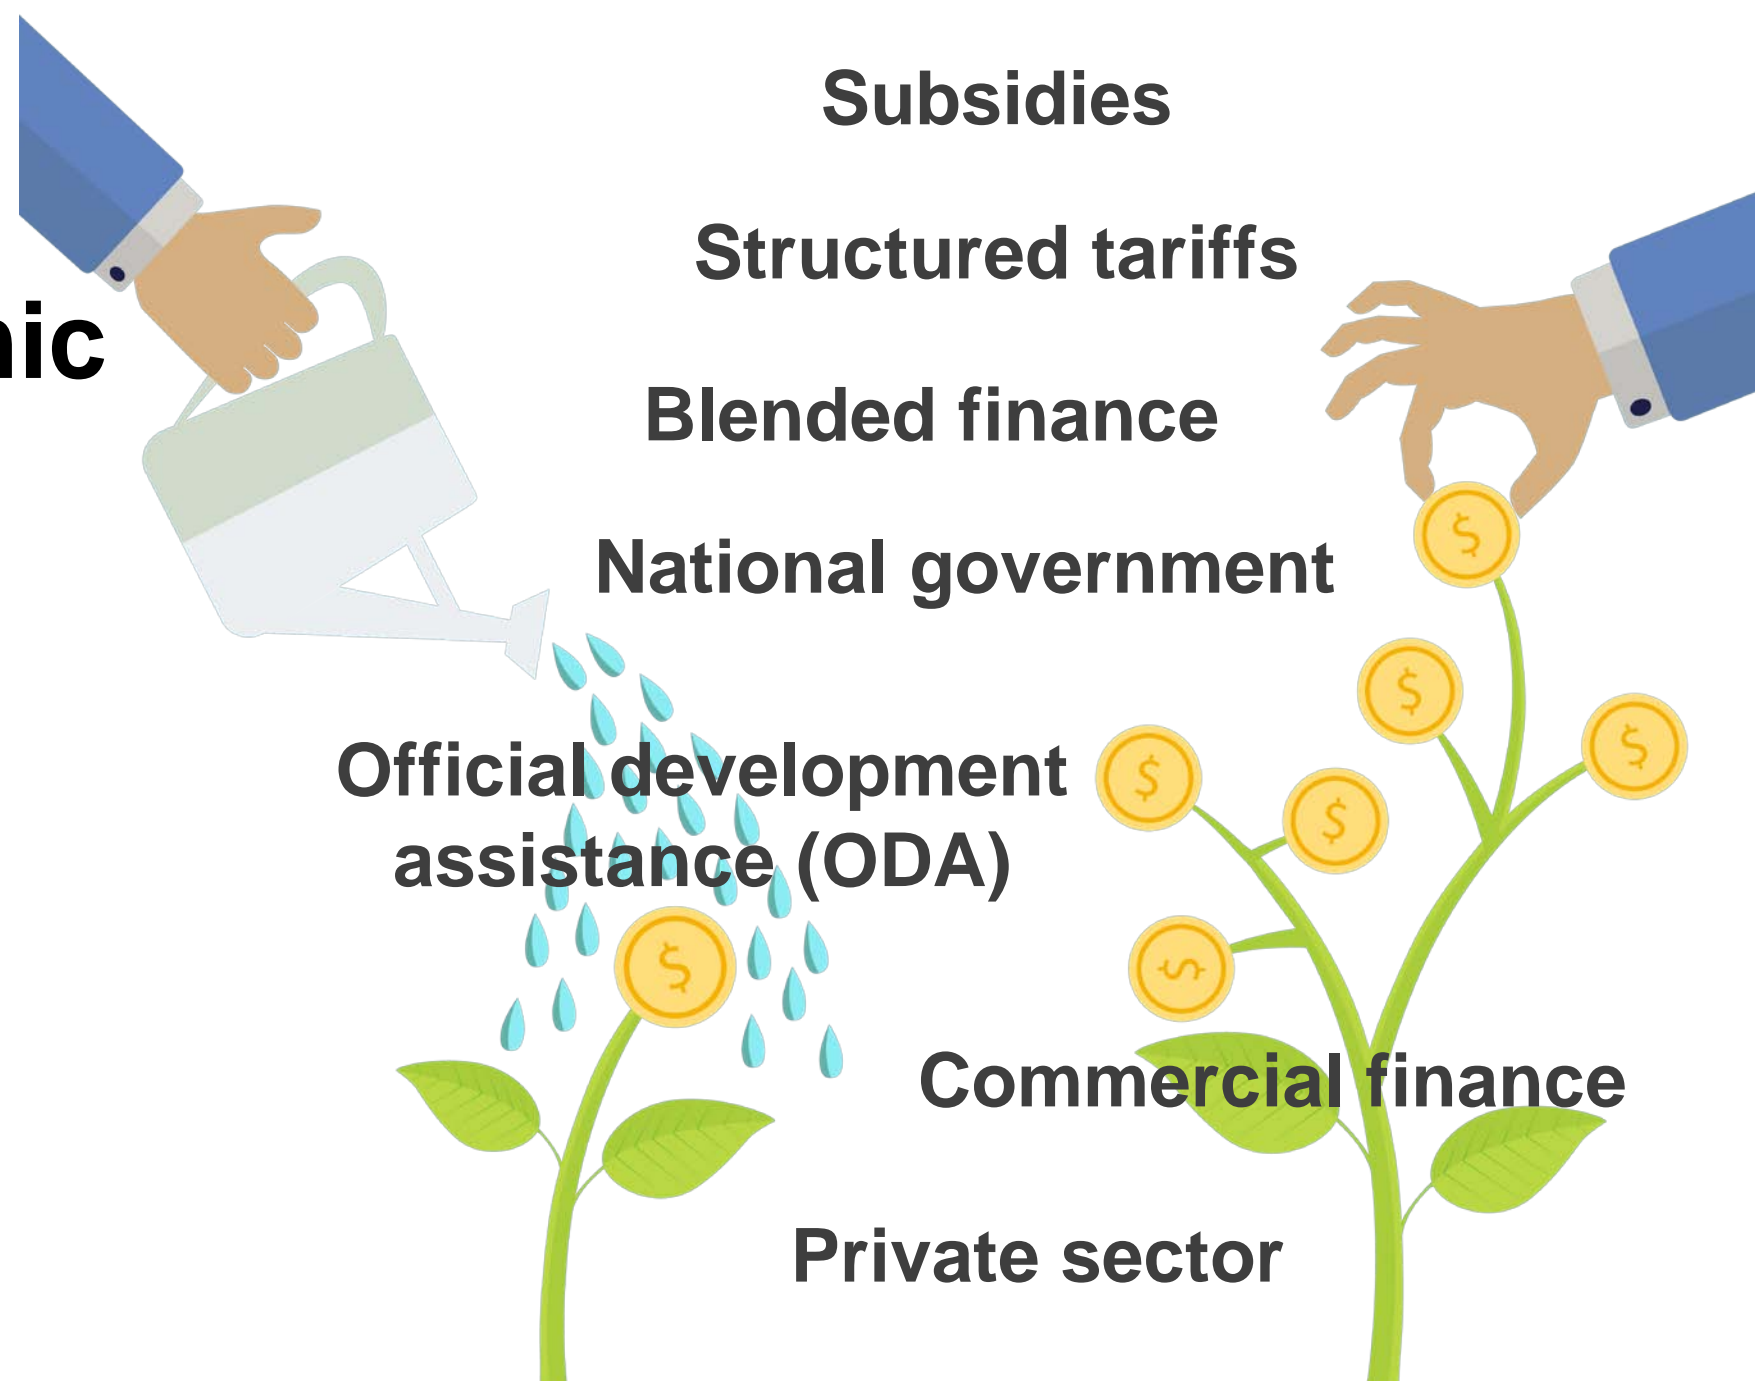 Subsidies
Structured tariffs
nic
Blended finance
National government
Official development
assistance (ODA)
Commercial finance
Private sector